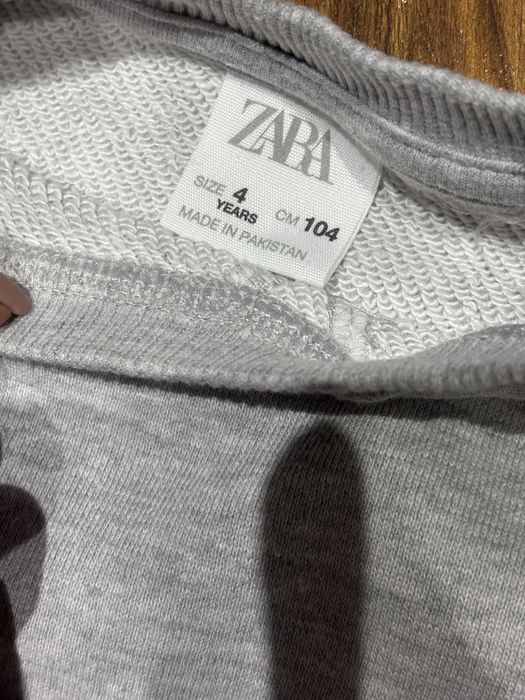 ZARA
SIZE 4 YEARS CM 104
MADE IN PAKISTAN